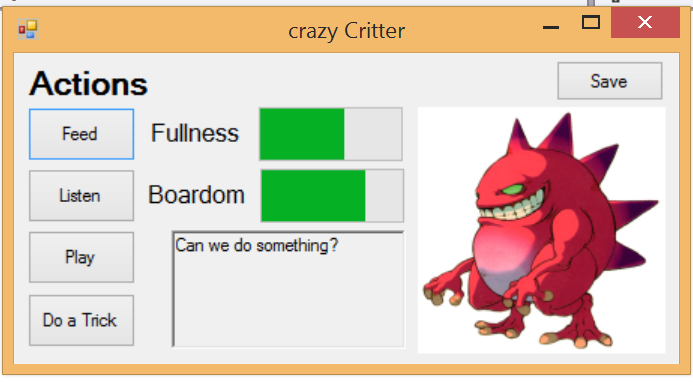 crazy Critter
Actions
Save
Feed
Fullness
Listen
Boardom
Play
Can we do something?
Do a Trick